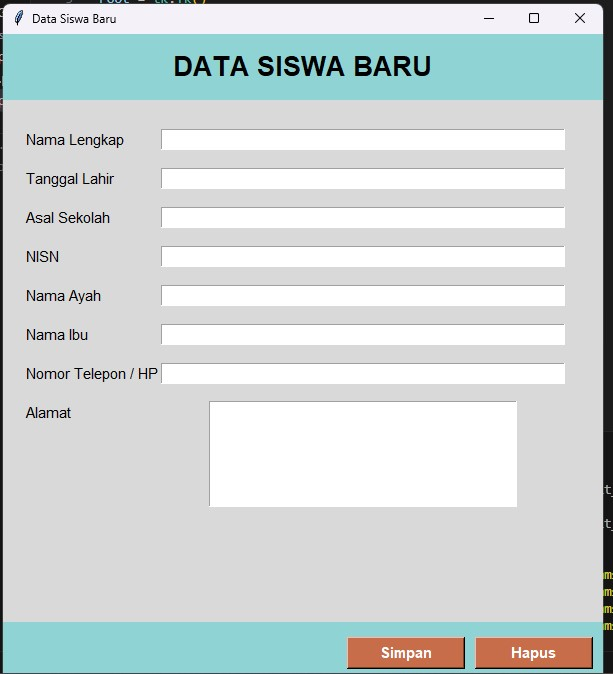 Data Siswa Baru
DATA SISWA BARU
Nama Lengkap
Tanggal Lahir
Asal Sekolah
NISN
Nama Ayah
Nama Ibu
Nomor Telepon / HP
Alamat
Simpan
Hapus